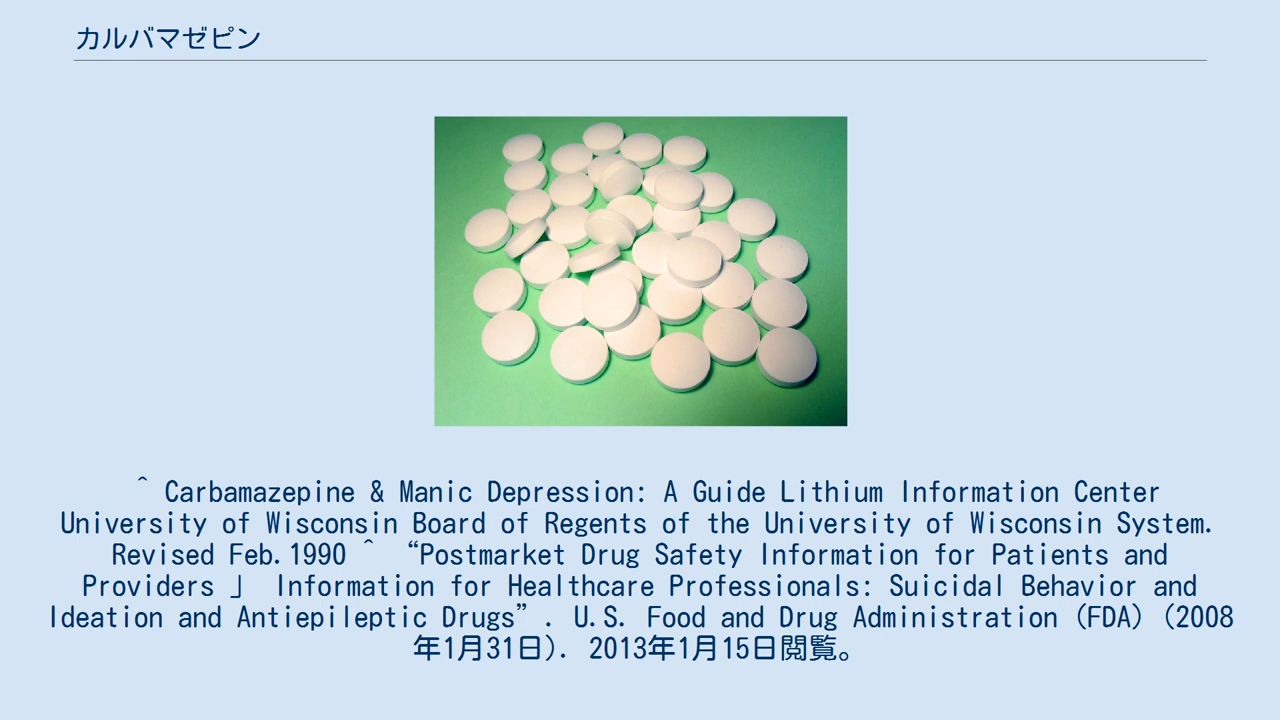 カルバマゼピン
^ Carbamazepine & Manic Depression: A Guide Lithium Information Center
University of Wisconsin Board of Regents of the University of Wisconsin System.
Revised Feb.1990 ^ “Postmarket Drug Safety Information for Patients and
Providers 」 Information for Healthcare Professionals: Suicidal Behavior and
Ideation and Antiepileptic Drugs”. U.S. Food and Drug Administration (FDA) (2008
年1月31日). 2013年1月15日閲覧。